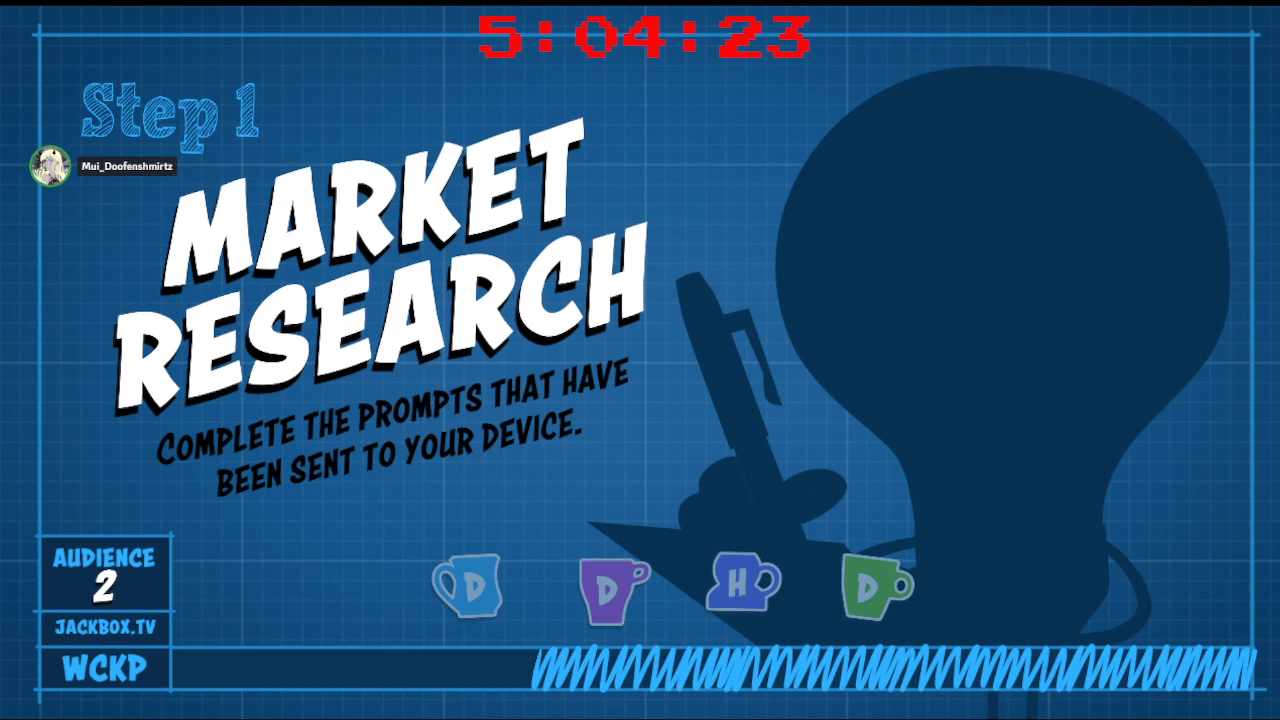 5:04:23
Step 1
Mui_Doofenshmirtz
MARKET
RESEARCH
COMPLETE THE PROMPTS THAT HAVE
BEEN SENT TO YOUR DEVICE.
AUDIENCE
2
JACKBOX.TV
WCKP
D D H D